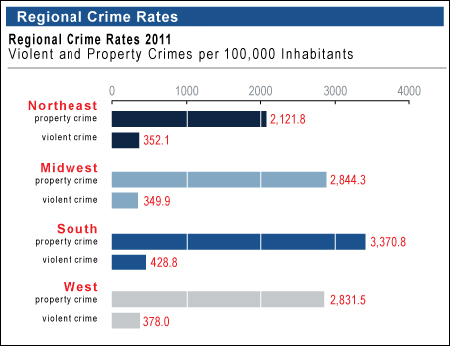 Regional Crime Rates
Regional Crime Rates 2011
Violent and Property Crimes per 100,000 Inhabitants
0 1000 2000 3000 4000
Northeast
property crime 2,121.8
violent crime 352.1
Midwest
property crime 2,844.3
violent crime 349.9
South
property crime 3,370.8
violent crime 428.8
West
property crime 2,831.5
violent crime 378.0